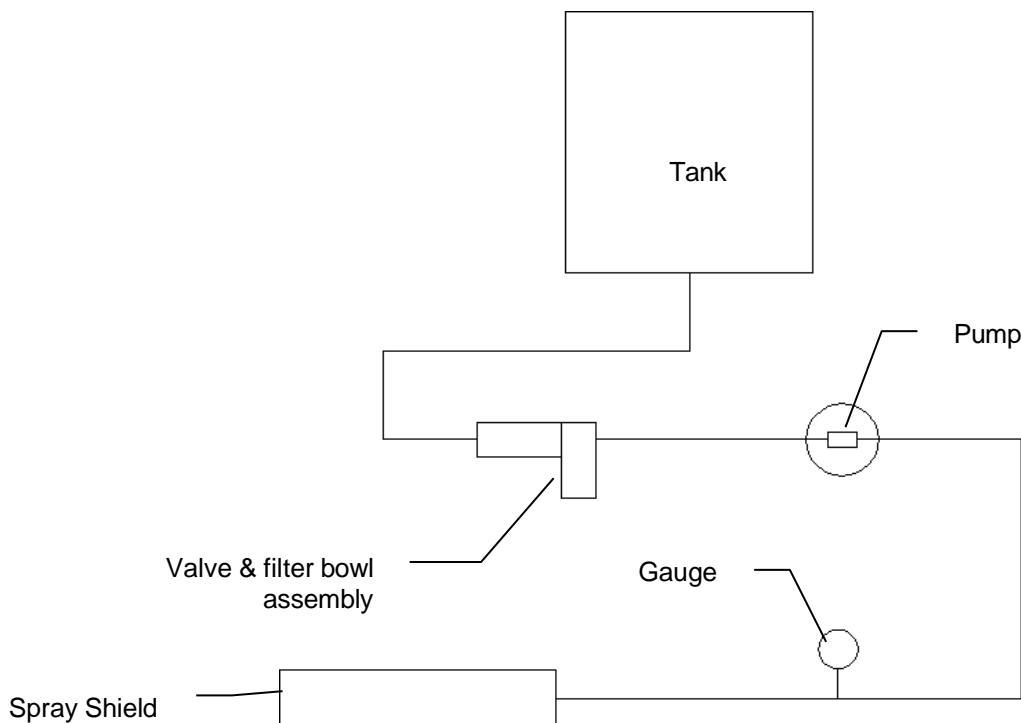 Tank
Pump
Valve & filter bowl
assembly
Gauge
Spray Shield